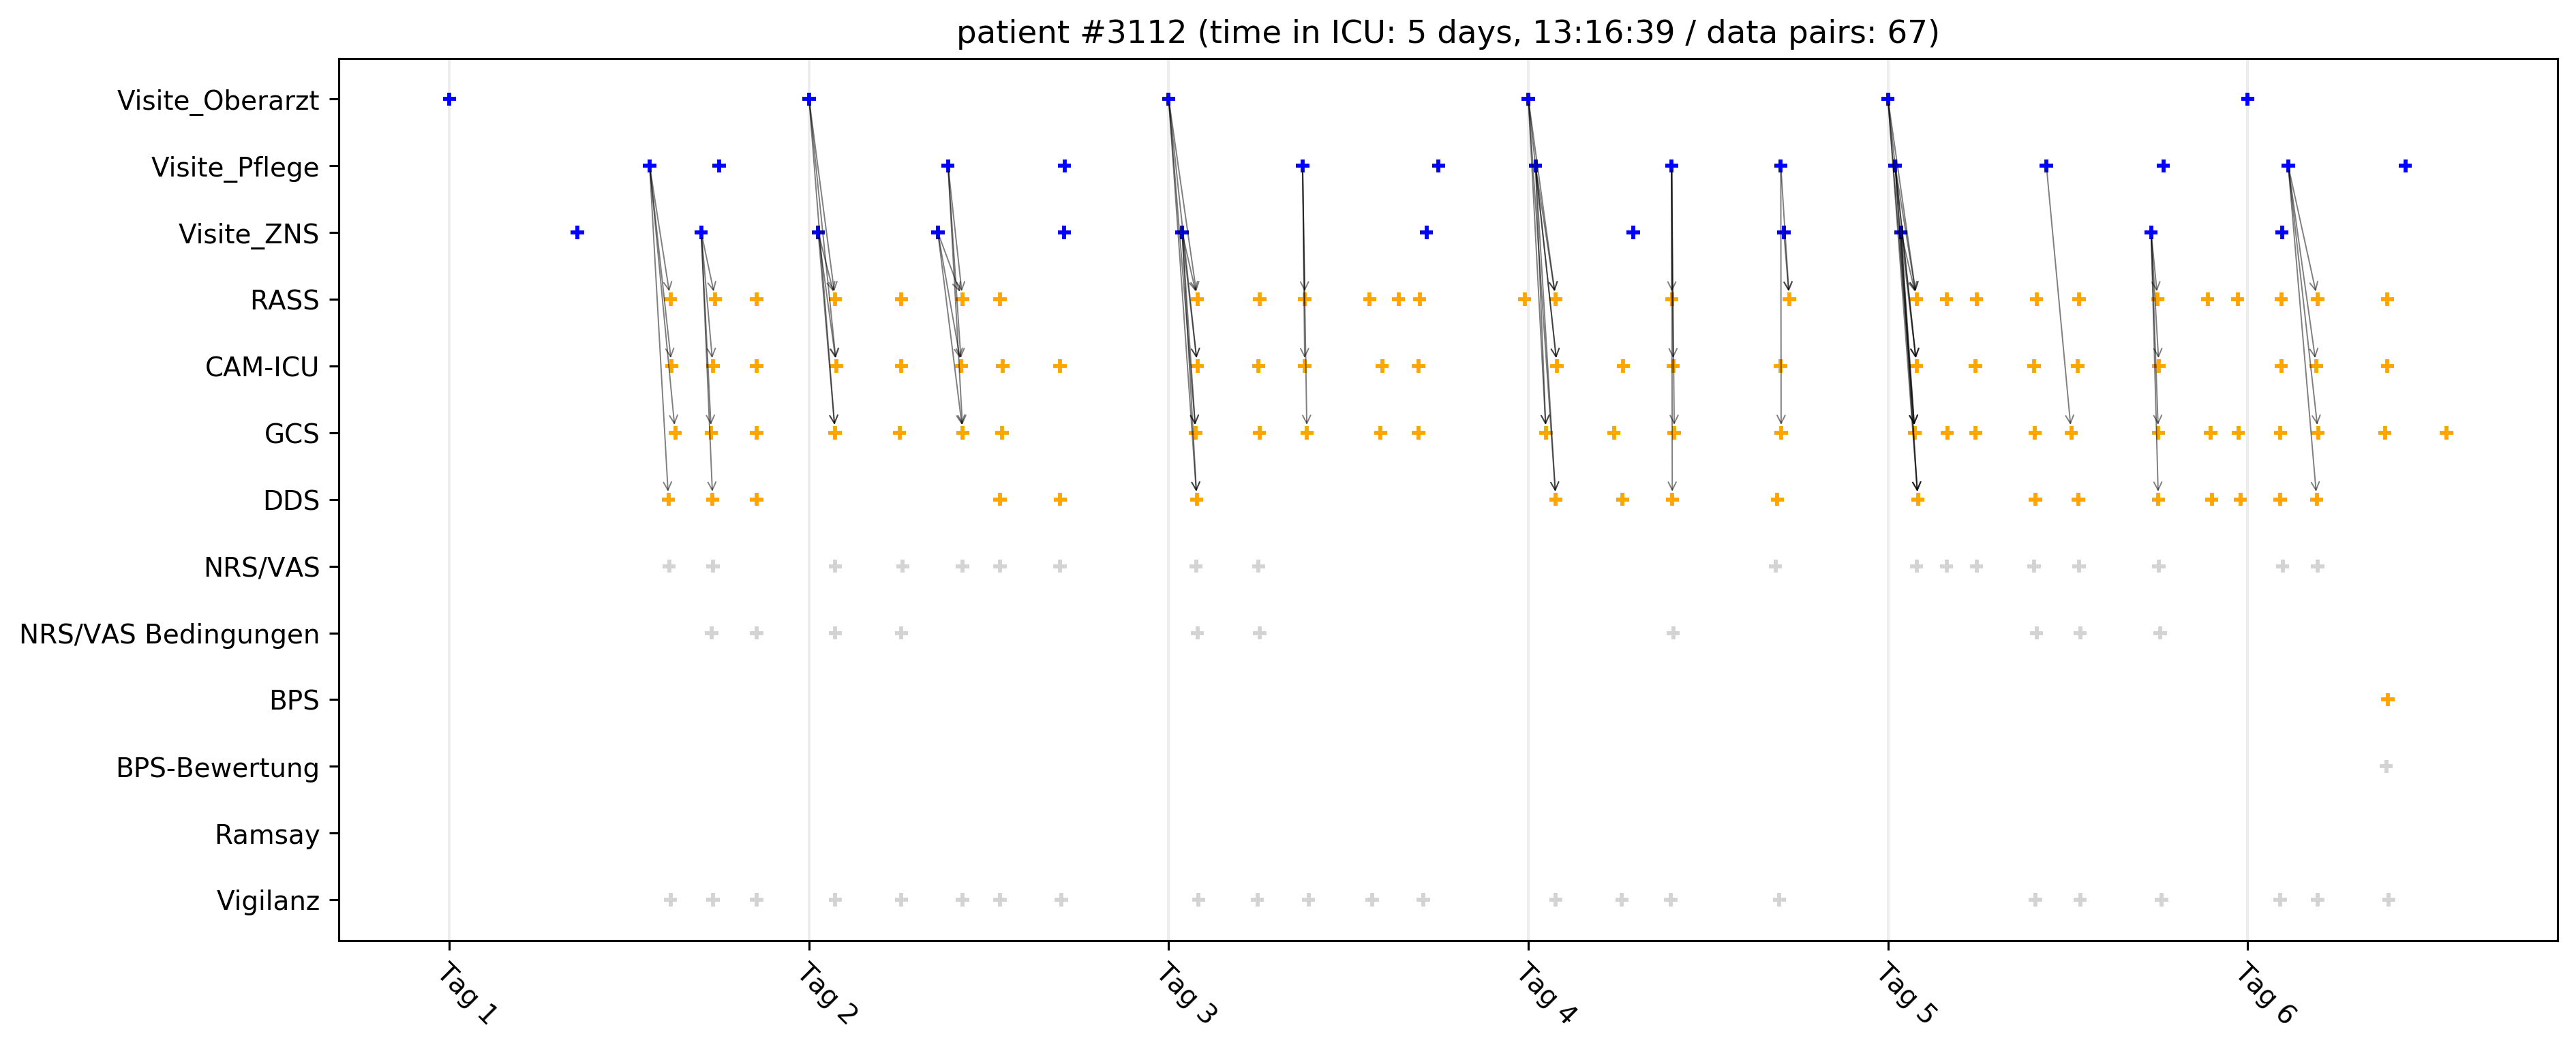 patient #3112 (time in ICU: 5 days, 13:16:39 / data pairs: 67)
Visite_Oberarzt
Visite_Pflege
Visite_ZNS
RASS
CAM-ICU
GCS
DDS
NRS/VAS
NRS/VAS Bedingungen
BPS
BPS-Bewertung
Ramsay
Vigilanz
Tag 1
Tag 2
Tag 3
Tag 4
Tag 5
Tag 6